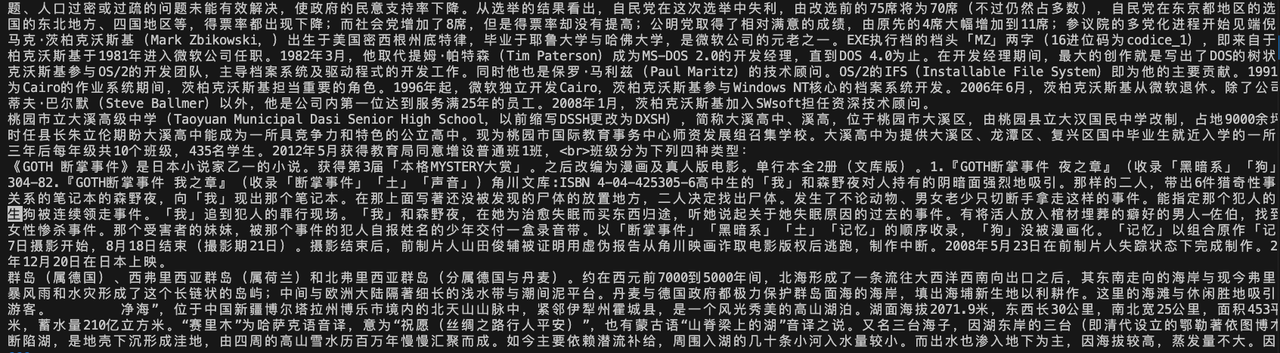 题、人口过密或过疏的问题未能有效解决，使政府的民意支持率下降。从选举的结果看出，自民党在这次选举中失利，由改选前的75席将为70席（不过仍然占多数），自民党在东京都地区的选
国的东北地方、四国地区等，得票率都出现下降；而社会党增加了8席，但是得票率却没有提高；公明党取得了相对满意的成绩，由原先的4席大幅增加到11席；参议院的多党化进程开始见端倪
马克·茨柏克沃斯基（Mark Zbikowski，）出生于美国密西根州底特律，毕业于耶鲁大学与哈佛大学，是微软公司的元老之一。EXE执行档的档头「MZ」两字（16进位码为codice_1），即来自于
柏克沃斯基于1981年进入微软公司任职。1982年3月，他取代提姆·帕特森（Tim Paterson）成为MS-DOS 2.0的开发经理，直到DOS 4.0为止。在开发经理期间，最大的创作就是写出了DOS的树状
克沃斯基参与OS/2的开发团队，主导档案系统及驱动程式的开发工作。同时他也是保罗·马利兹（Paul Maritz）的技术顾问。OS/2的IFS（Installable File System）即为他的主要贡献。1991
为Cairo的作业系统期间，茨柏克沃斯基担当重要的角色。1996年起，微软独立开发Cairo，茨柏克沃斯基参与Windows NT核心的档案系统开发。2006年6月，茨柏克沃斯基从微软退休。除了公司
蒂夫·巴尔默（Steve Ballmer）以外，他是公司内第一位达到服务满25年的员工。2008年1月，茨柏克沃斯基加入SWsoft担任资深技术顾问。
桃园市立大溪高级中学（Taoyuan Municipal Dasi Senior High School，以前缩写DSSH更改为DXSH），简称大溪高中、溪高，位于桃园市大溪区，由桃园县立大汉国民中学改制，占地9000余坪
时任县长朱立伦期盼大溪高中能成为一所具竞争力和特色的公立高中。现为桃园市国际教育事务中心师资发展组召集学校。大溪高中为提供大溪区、龙潭区、复兴区国中毕业生就近入学的一所
三年后每年级共10个班级，435名学生。2012年5月获得教育局同意增设普通班1班，<br>班级分为下列四种类型：
《GOTH 断掌事件》是日本小说家乙一的小说。获得第3届「本格MYSTERY大赏」。之后改编为漫画及真人版电影。单行本全2册（文库版）。1.『GOTH断掌事件 夜之章』（收录「黑暗系」「狗」
304-82.『GOTH断掌事件 我之章』（收录「断掌事件」「土」「声音」）角川文库:ISBN 4-04-425305-6高中生的「我」和森野夜对人持有的阴暗面强烈地吸引。那样的二人，带出6件猎奇性事
关系的笔记本的森野夜，向「我」现出那个笔记本。在那上面写著还没被发现的尸体的放置地方，二人决定找出尸体。发生了不论动物、男女老少只切断手拿走这样的事件。能指定那个犯人的
生狗被连续领走事件。「我」追到犯人的罪行现场。「我」和森野夜，在她为治愈失眠而买东西归途，听她说起关于她失眠原因的过去的事件。有将活人放入棺材埋葬的癖好的男人—佐伯，找到
女性惨杀事件。那个受害者的妹妹，被那个事件的犯人自报姓名的少年交付一盒录音带。以「断掌事件」「黑暗系」「土」「记忆」的顺序收录，「狗」没被漫画化。「记忆」以组合原作「记
7日摄影开始，8月18日结束（撮影期21日）。摄影结束后，前制片人山田俊辅被证明用虚伪报告从角川映画诈取电影版权后逃跑，制作中断。2008年5月23日在前制片人失踪状态下完成制作。2
年12月20日在日本上映。
群岛（属德国）、西弗里西亚群岛（属荷兰）和北弗里西亚群岛（分属德国与丹麦）。约在西元前7000到5000年间，北海形成了一条流往大西洋西南向出口之后，其东南走向的海岸与现今弗里
暴风雨和水灾形成了这个长链状的岛屿；中间与欧洲大陆隔著细长的浅水带与潮间泥平台。丹麦与德国政府都极力保护群岛面海的海岸，填出海埔新生地以利耕作。这里的海滩与休闲胜地吸引
游客。 净海”，位于中国新疆博尔塔拉州博乐市境内的北天山山脉中，紧邻伊犁州霍城县，是一个风光秀美的高山湖泊。湖面海拔2071.9米，东西长30公里，南北宽25公里，面积453平
米，蓄水量210亿立方米。“赛里木”为哈萨克语音译，意为“祝愿（丝绸之路行人平安）”，也有蒙古语“山脊梁上的湖”音译之说。又名三台海子，因湖东岸的三台（即清代设立的鄂勒著依图博木
断陷湖，是地壳下沉形成洼地，由四周的高山雪水历百万年慢慢汇聚而成。如今主要依赖潜流补给，周围入湖的几十条小河入水量较小。而出水也渗入地下为主，因海拔较高，蒸发量不大。因